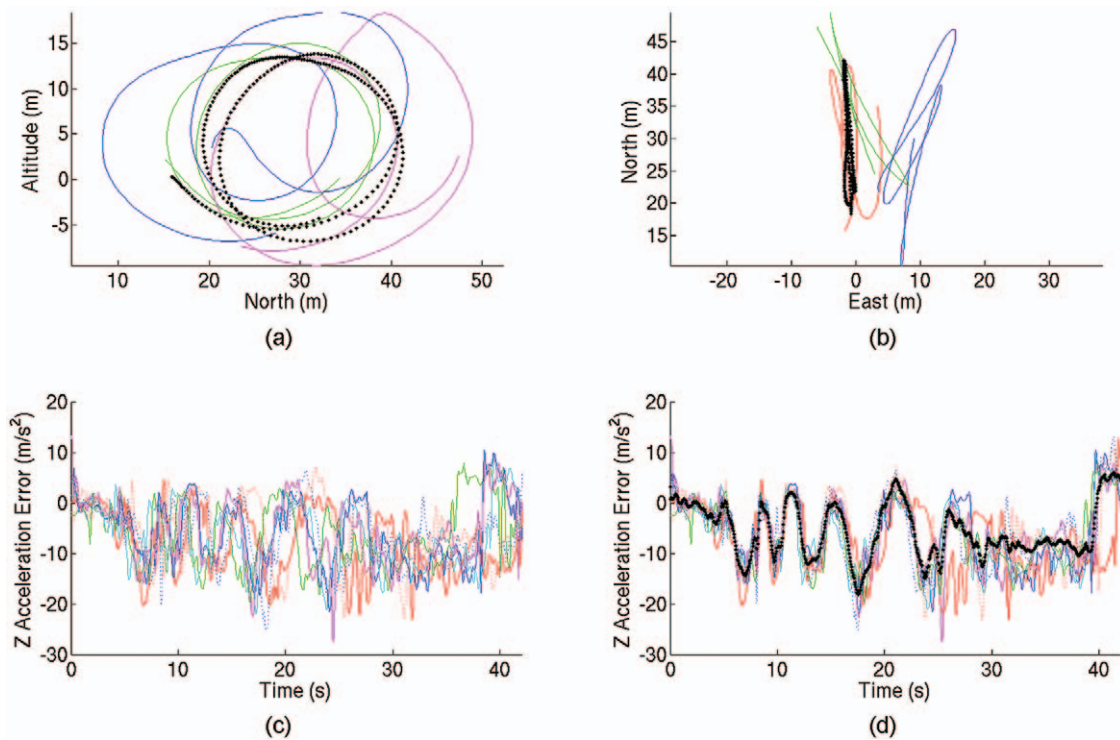 15
10
5
0
-5
Altitude (m)
10 20 30 40 50
North (m)
(a)
45
40
35
30
25
20
15
North (m)
-20 -10 0 10 20 30
East (m)
(b)
20
10
0
-10
-20
-30
Z Acceleration Error (m/s²)
0 10 20 30 40
Time (s)
(c)
20
10
0
-10
-20
-30
Z Acceleration Error (m/s²)
0 10 20 30 40
Time (s)
(d)